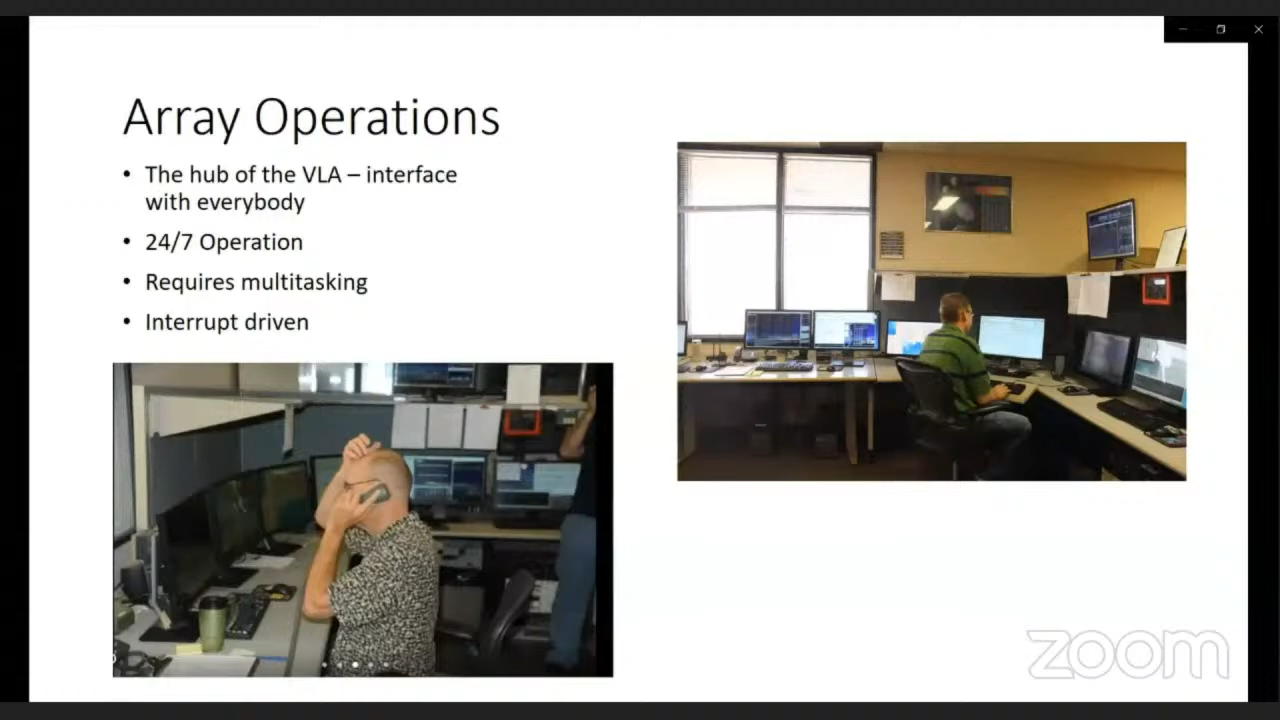 Array Operations
• The hub of the VLA – interface
with everybody
• 24/7 Operation
• Requires multitasking
• Interrupt driven
zoom